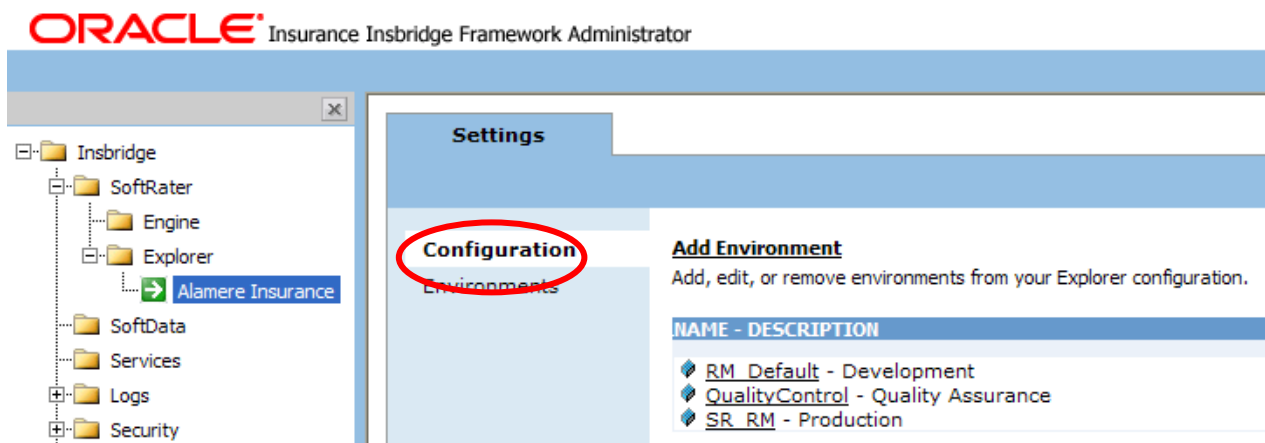 ORACLE Insurance Insbridge Framework Administrator
Insbridge
SoftRater
Engine
Explorer
Alamere Insurance
SoftData
Services
Logs
Security
Settings
Configuration
Environments
Add Environment
Add, edit, or remove environments from your Explorer configuration.
NAME - DESCRIPTION
RM_Default - Development
QualityControl - Quality Assurance
SR_RM - Production